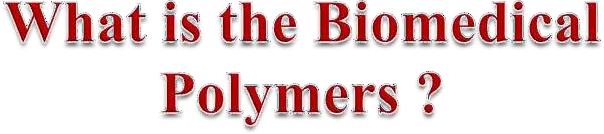 What is the Biomedical
Polymers ?